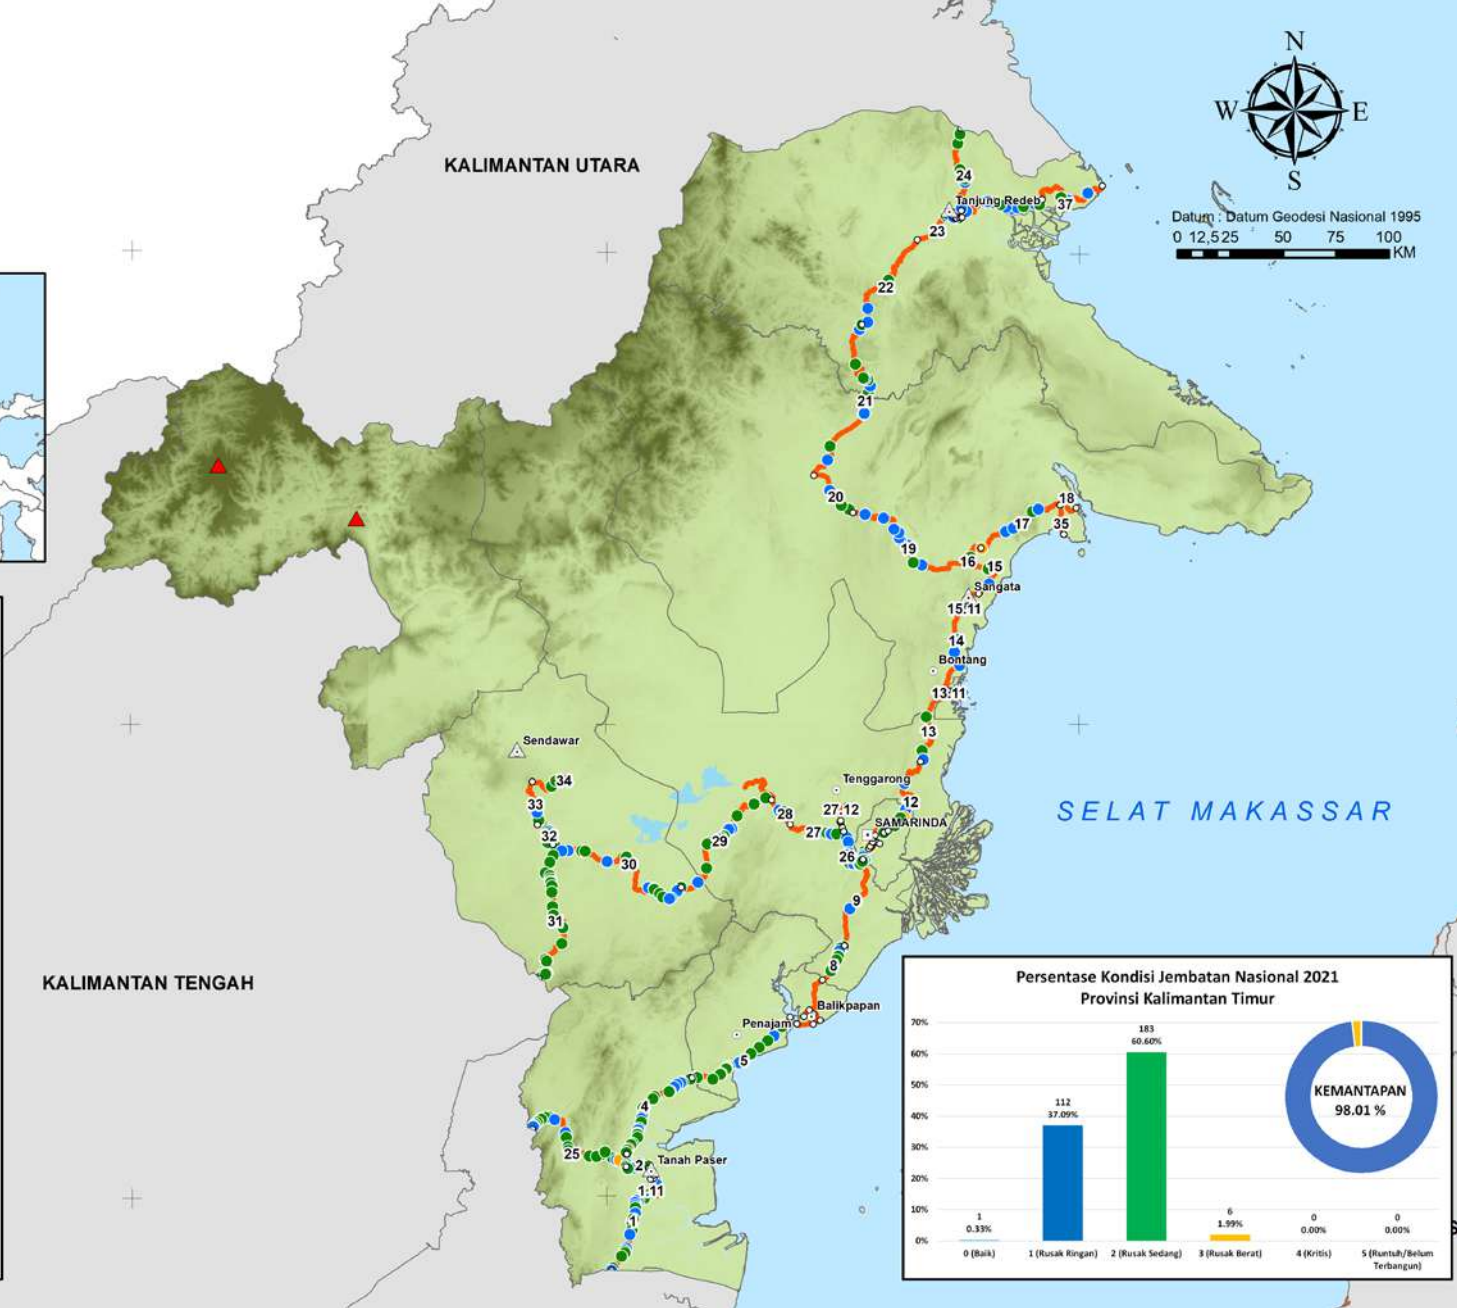 N
W
E
S
Datum : Datum Geodesi Nasional 1995
0 12,525 50 75 100
KM
KALIMANTAN UTARA
24
Tanjung Redeb
37
23
22
21
20
18
17
35
19
16
15
Sangata
15.11
14
Bontang
13.11
13
Sendawar
34
33
32
Tenggarong
27.12
12
SAMARINDA
28
27
26
29
30
31
9
8
SELAT MAKASSAR
KALIMANTAN TENGAH
Balikpapan
Penajam
5
4
25
2
Tanah Paser
1.11
1
Persentase Kondisi Jembatan Nasional 2021
Provinsi Kalimantan Timur
70%
60%
50%
40%
30%
20%
10%
0%
1
0.33%
112
37.09%
183
60.60%
6
1.99%
0
0.00%
0
0.00%
0 (Baik)
1 (Rusak Ringan)
2 (Rusak Sedang)
3 (Rusak Berat)
4 (Kritis)
5 (Runtuh/Belum
Terbangun)
KEMANTAPAN
98.01 %